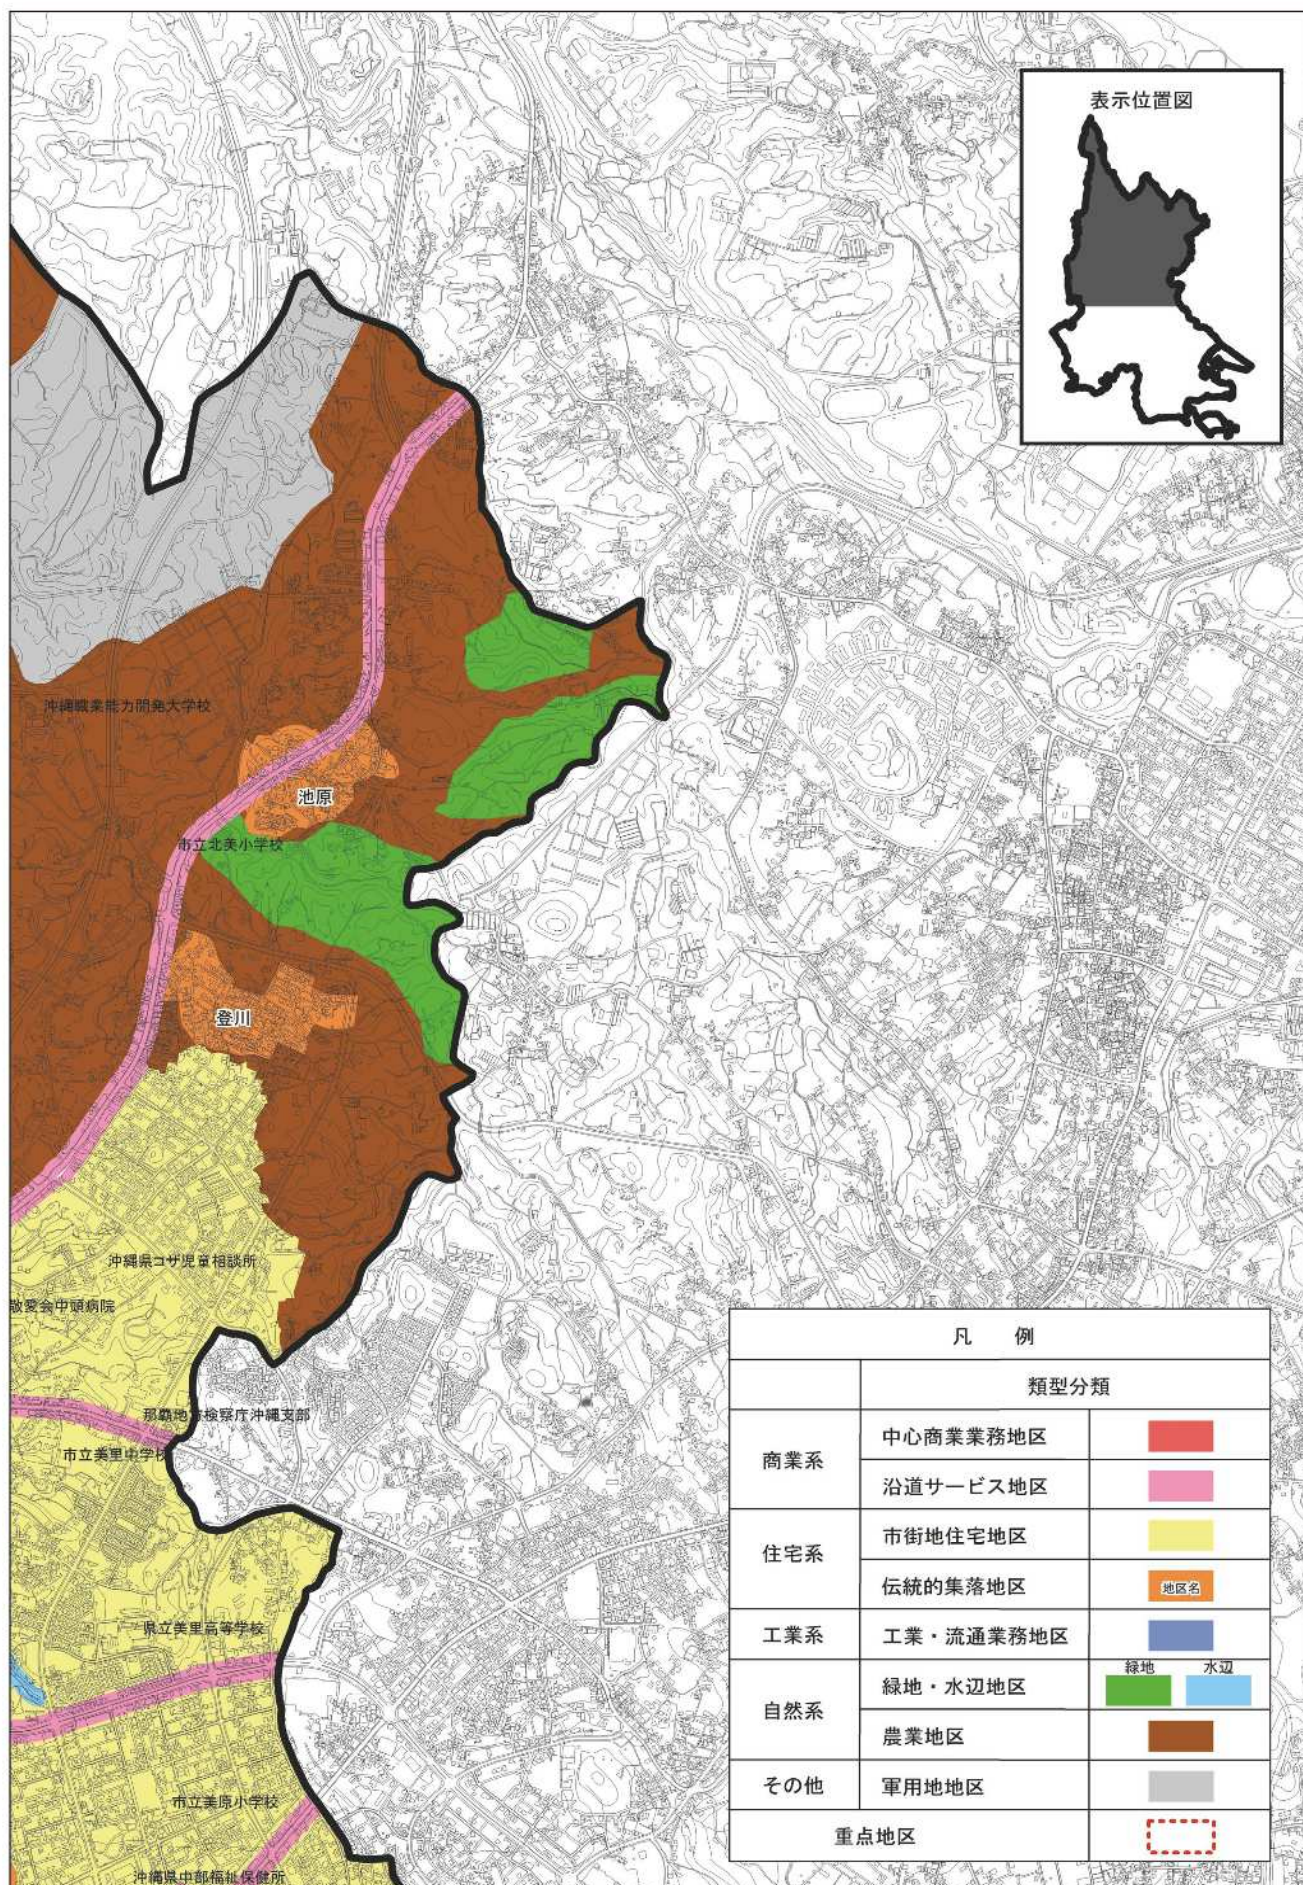 表示位置図
沖縄職業能力開発大学校
池原
市立北美小学校
登川
沖縄県コザ児童相談所
敬愛会中頭病院
那覇地方検察庁沖縄支部
市立美里中学校
県立美里高等学校
市立美原小学校
沖縄県中部福祉保健所
凡 例
類型分類
商業系
中心商業業務地区
沿道サービス地区
住宅系
市街地住宅地区
伝統的集落地区
地区名
工業系
工業・流通業務地区
自然系
緑地・水辺地区
緑地
水辺
農業地区
その他
軍用地地区
重点地区